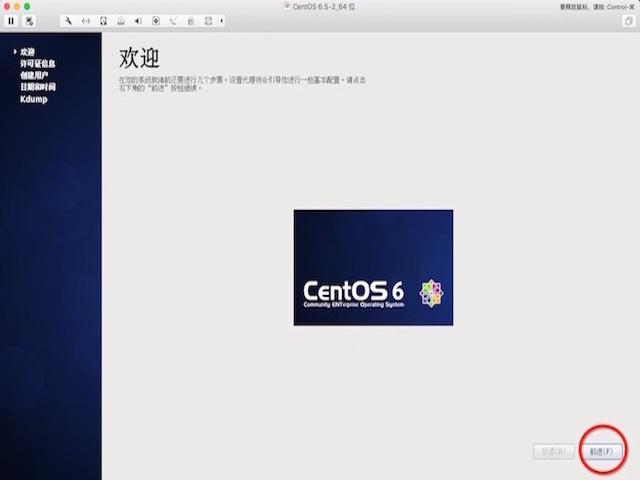 CentOS 6.5-2_64 位
要释放鼠标，请按: Control-⌘
欢迎
许可证信息
创建用户
日期和时间
Kdump
欢迎
在您的系统就绪前还要进行几个步骤。设置代理将会引导您进行一些基本配置。请点击
右下角的“前进”按钮继续。
CentOS 6
Community ENTerprise Operating System
后退(B)
前进(F)